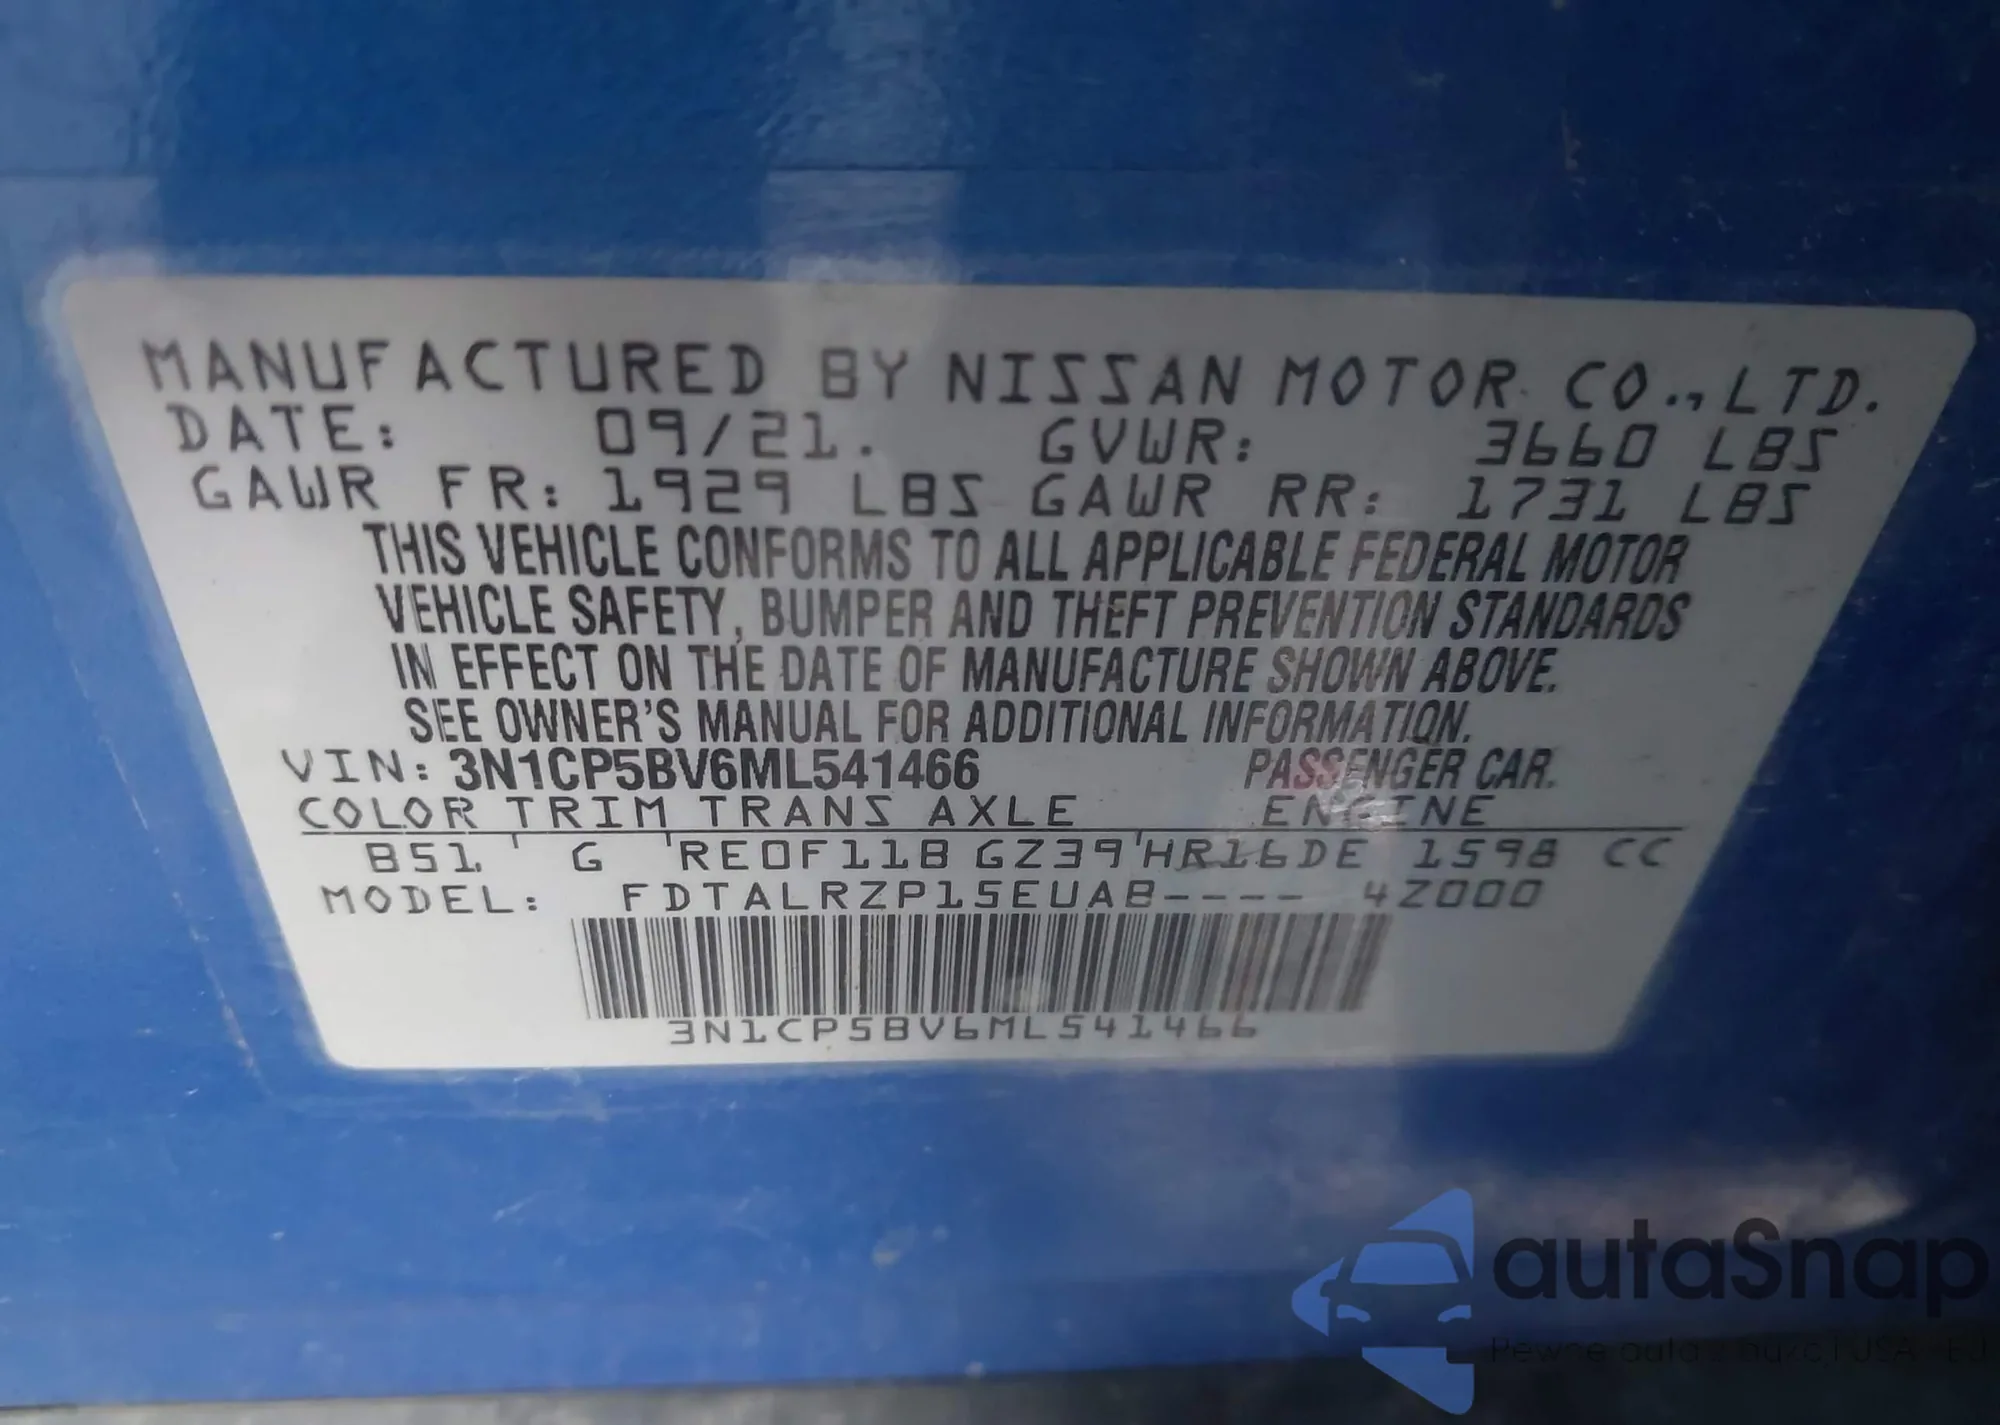 MANUFACTURED BY NISSAN MOTOR CO., LTD.
DATE: 09/21. GVWR: 3660 LBS
GAWR FR: 1929 LBS GAWR RR: 1731 LBS
THIS VEHICLE CONFORMS TO ALL APPLICABLE FEDERAL MOTOR
VEHICLE SAFETY, BUMPER AND THEFT PREVENTION STANDARDS
IN EFFECT ON THE DATE OF MANUFACTURE SHOWN ABOVE.
SEE OWNER'S MANUAL FOR ADDITIONAL INFORMATION.
VIN: 3N1CP5BV6ML541466 PASSENGER CAR.
COLOR TRIM TRANS AXLE ENGINE
B51 G RE0F11B GZ39 HR16DE 1598 CC
MODEL: FDTALRZP15EUAB---- 4Z000
3N1CP5BV6ML541466
autoSnap